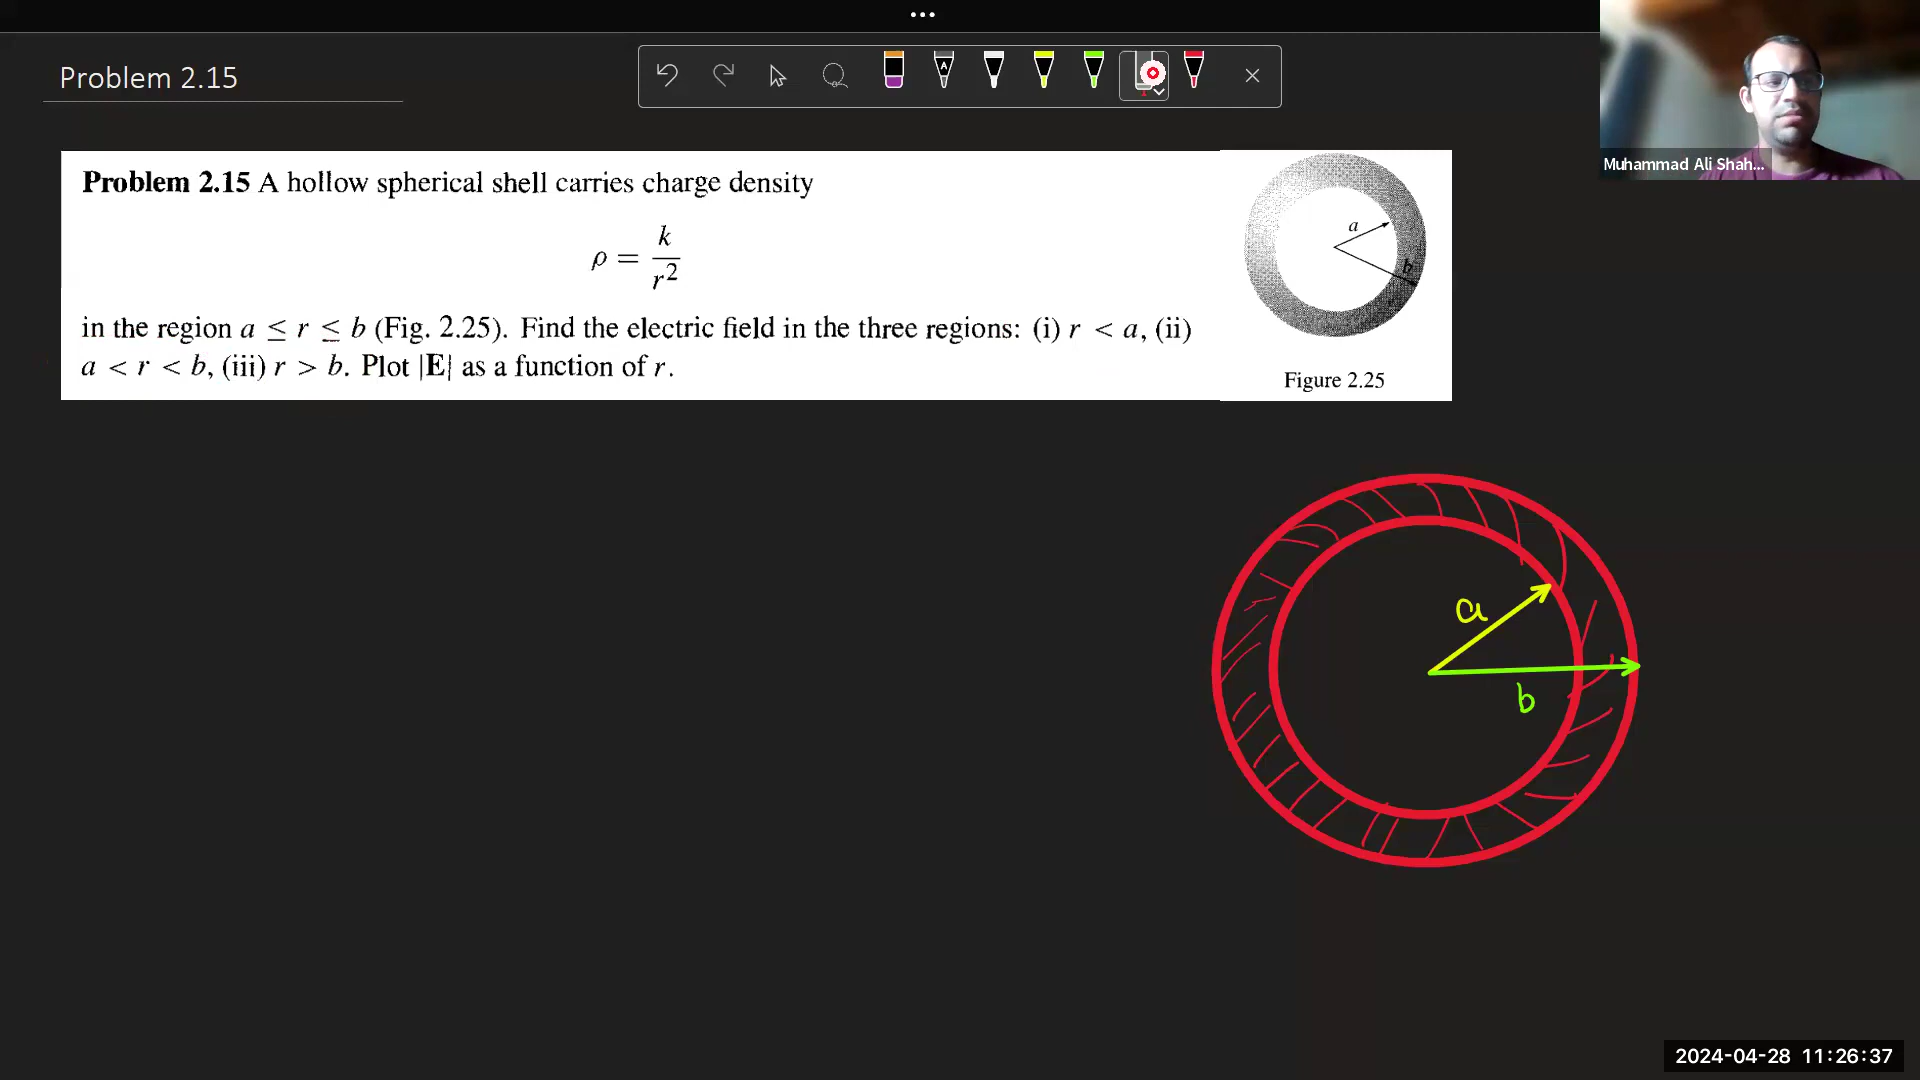 Problem 2.15
A
Muhammad Ali Shah...
Problem 2.15 A hollow spherical shell carries charge density
ρ = k/r²
in the region a ≤ r ≤ b (Fig. 2.25). Find the electric field in the three regions: (i) r < a, (ii)
a < r < b, (iii) r > b. Plot |E| as a function of r.
a
b
Figure 2.25
a
b
2024-04-28 11:26:37